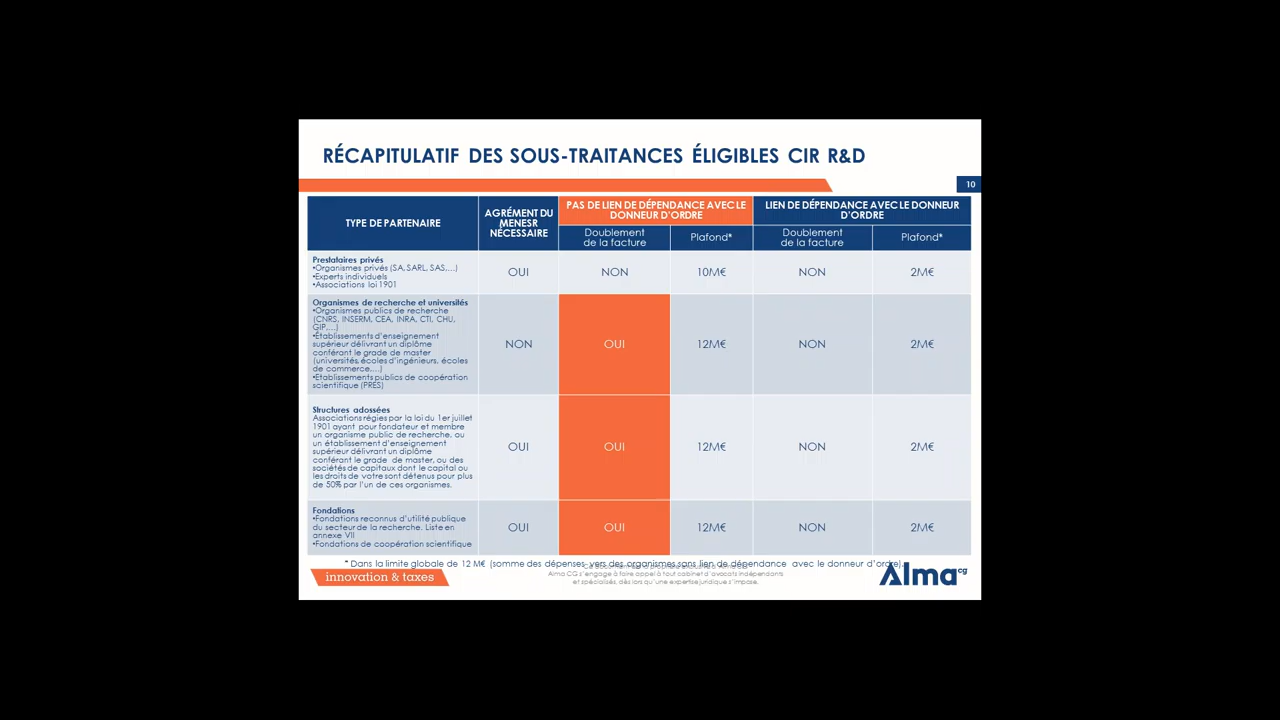 RÉCAPITULATIF DES SOUS-TRAITANCES ÉLIGIBLES CIR R&D
10
TYPE DE PARTENAIRE
AGRÉMENT DU
MENESR
NÉCESSAIRE
PAS DE LIEN DE DÉPENDANCE AVEC LE
DONNEUR D'ORDRE
LIEN DE DÉPENDANCE AVEC LE DONNEUR
D'ORDRE
Doublement
de la facture
Plafond*
Doublement
de la facture
Plafond*
Prestataires privés
•Organismes privés (SA, SARL, SAS,…)
•Experts individuels
•Associations loi 1901
OUI
NON
10M€
NON
2M€
Organismes de recherche et universités
•Organismes publics de recherche
(CNRS, INSERM, CEA, INRA, CTI, CHU,
GIP,…)
•Établissements d'enseignement
supérieur délivrant un diplôme
conférant le grade de master
(universités, écoles d'ingénieurs, écoles
de commerce,…)
•Etablissements publics de coopération
scientifique (PRES)
NON
OUI
12M€
NON
2M€
Structures adossées
Associations régies par la loi du 1er juillet
1901 ayant pour fondateur et membre
un organisme public de recherche, ou
un établissement d'enseignement
supérieur délivrant un diplôme
conférant le grade de master, ou des
sociétés de capitaux dont le capital ou
les droits de votre sont détenus pour plus
de 50% par l'un de ces organismes.
OUI
OUI
12M€
NON
2M€
Fondations
•Fondations reconnus d'utilité publique
du secteur de la recherche. Liste en
annexe VII
•Fondations de coopération scientifique
OUI
OUI
12M€
NON
2M€
* Dans la limite globale de 12 M€ (somme des dépenses vers des organismes sans lien de dépendance avec le donneur d'ordre).
Alma CG s'engage à faire appel à tout cabinet d'avocats indépendants
et spécialisés, dès lors qu'une expertise juridique s'impose.
innovation & taxes
Alma cg